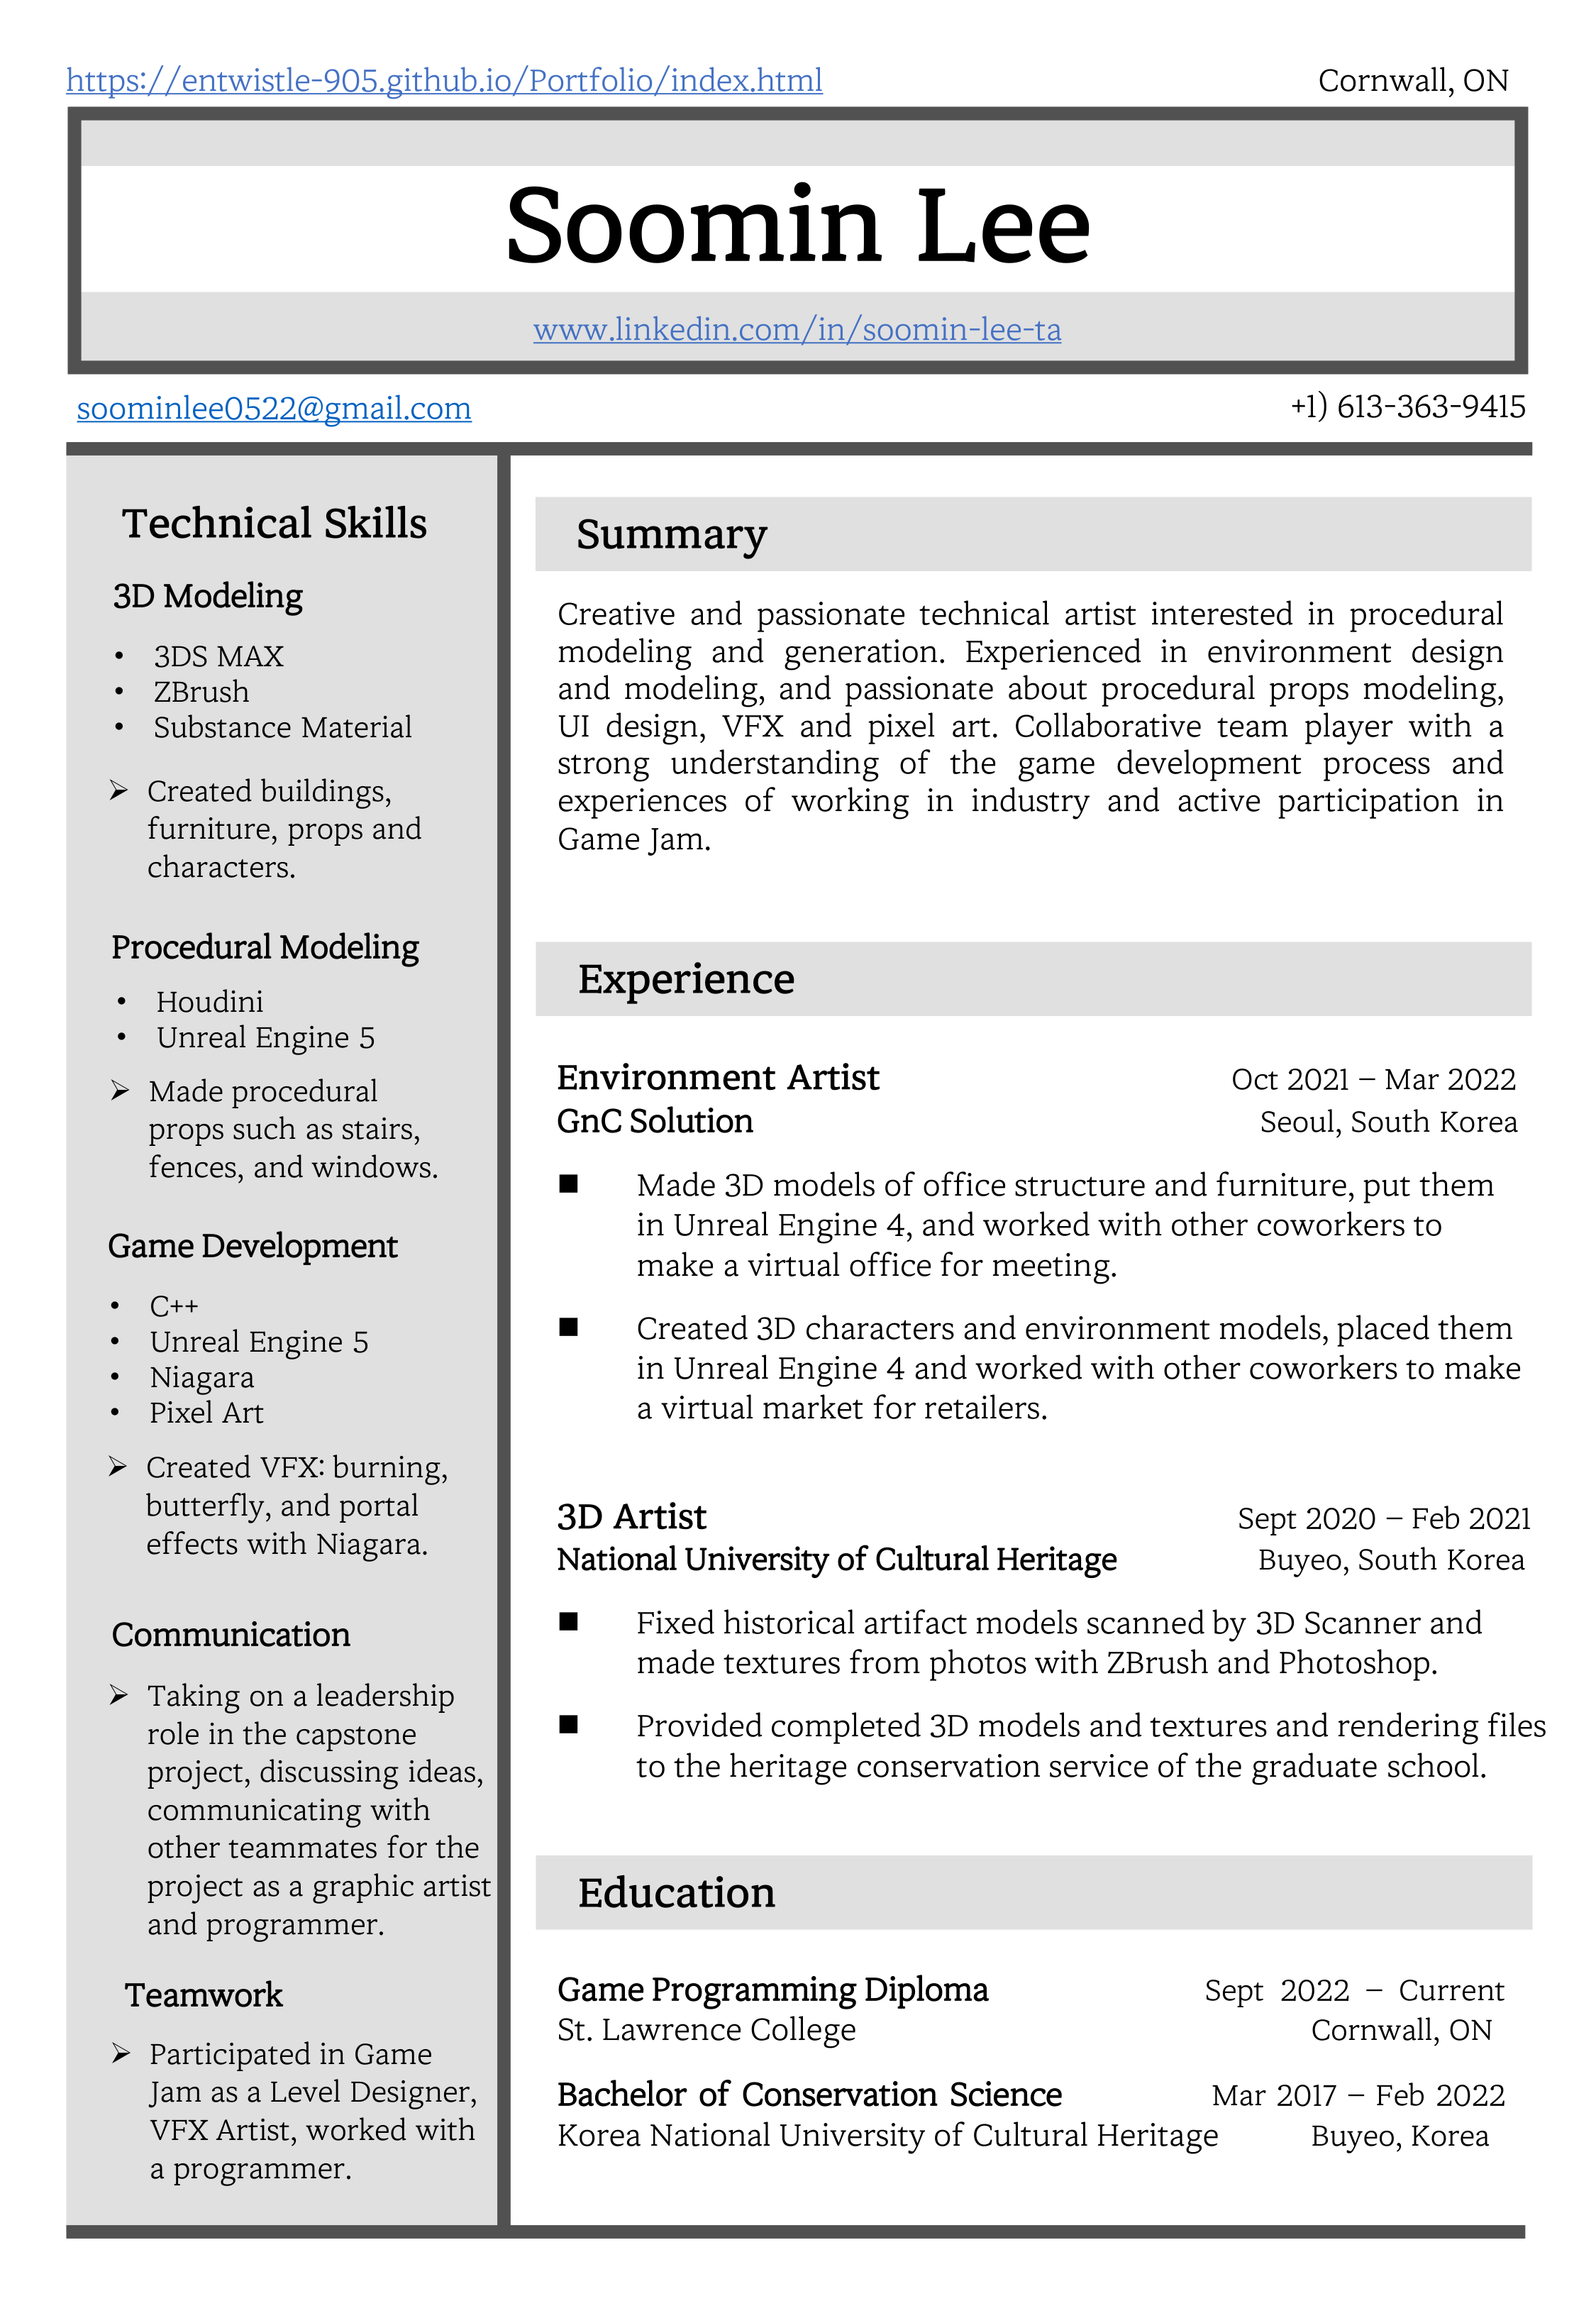 https://entwistle-905.github.io/Portfolio/index.html
Cornwall, ON
Soomin Lee
www.linkedin.com/in/soomin-lee-ta
soominlee0522@gmail.com
+1) 613-363-9415
Technical Skills
3D Modeling
• 3DS MAX
• ZBrush
• Substance Material
➢ Created buildings,
furniture, props and
characters.
Procedural Modeling
• Houdini
• Unreal Engine 5
➢ Made procedural
props such as stairs,
fences, and windows.
Game Development
• C++
• Unreal Engine 5
• Niagara
• Pixel Art
➢ Created VFX: burning,
butterfly, and portal
effects with Niagara.
Communication
➢ Taking on a leadership
role in the capstone
project, discussing ideas,
communicating with
other teammates for the
project as a graphic artist
and programmer.
Teamwork
➢ Participated in Game
Jam as a Level Designer,
VFX Artist, worked with
a programmer.
Summary
Creative and passionate technical artist interested in procedural
modeling and generation. Experienced in environment design
and modeling, and passionate about procedural props modeling,
UI design, VFX and pixel art. Collaborative team player with a
strong understanding of the game development process and
experiences of working in industry and active participation in
Game Jam.
Experience
Environment Artist Oct 2021 – Mar 2022
GnC Solution Seoul, South Korea
■ Made 3D models of office structure and furniture, put them
in Unreal Engine 4, and worked with other coworkers to
make a virtual office for meeting.
■ Created 3D characters and environment models, placed them
in Unreal Engine 4 and worked with other coworkers to make
a virtual market for retailers.
3D Artist Sept 2020 – Feb 2021
National University of Cultural Heritage Buyeo, South Korea
■ Fixed historical artifact models scanned by 3D Scanner and
made textures from photos with ZBrush and Photoshop.
■ Provided completed 3D models and textures and rendering files
to the heritage conservation service of the graduate school.
Education
Game Programming Diploma Sept 2022 – Current
St. Lawrence College Cornwall, ON
Bachelor of Conservation Science Mar 2017 – Feb 2022
Korea National University of Cultural Heritage Buyeo, Korea